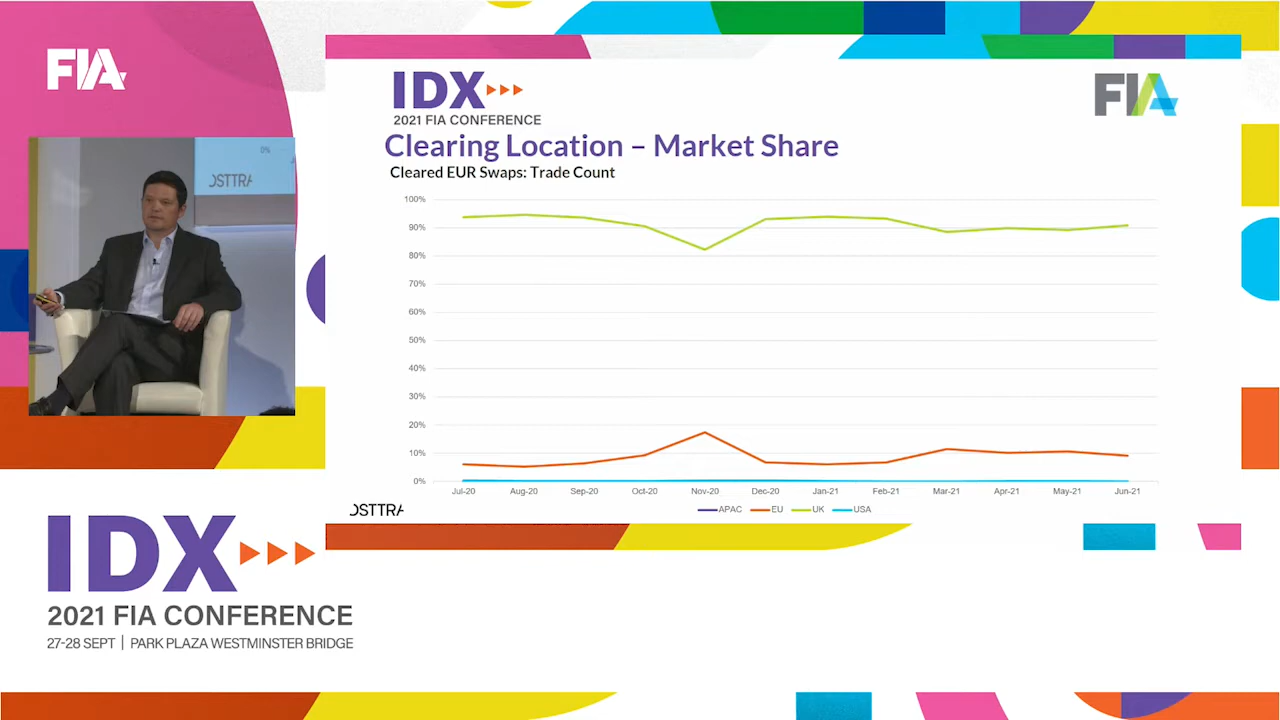 FIA
0%
OSTTRA
IDX
2021 FIA CONFERENCE
27-28 SEPT | PARK PLAZA WESTMINSTER BRIDGE
IDX
2021 FIA CONFERENCE
FIA
Clearing Location – Market Share
Cleared EUR Swaps: Trade Count
100%
90%
80%
70%
60%
50%
40%
30%
20%
10%
0%
Jul-20 Aug-20 Sep-20 Oct-20 Nov-20 Dec-20 Jan-21 Feb-21 Mar-21 Apr-21 May-21 Jun-21
APAC EU UK USA
OSTTRA